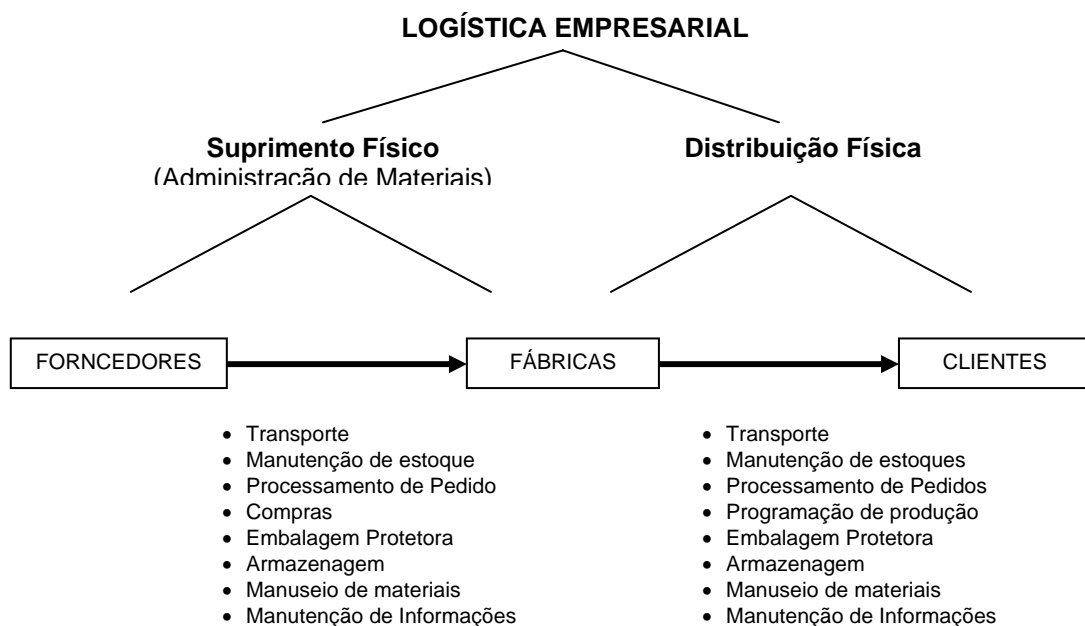 LOGÍSTICA EMPRESARIAL
Suprimento Físico
(Administração de Materiais)
Distribuição Física
FORNCEDORES
FÁBRICAS
CLIENTES
• Transporte
• Manutenção de estoque
• Processamento de Pedido
• Compras
• Embalagem Protetora
• Armazenagem
• Manuseio de materiais
• Manutenção de Informações
• Transporte
• Manutenção de estoques
• Processamento de Pedidos
• Programação de produção
• Embalagem Protetora
• Armazenagem
• Manuseio de materiais
• Manutenção de Informações